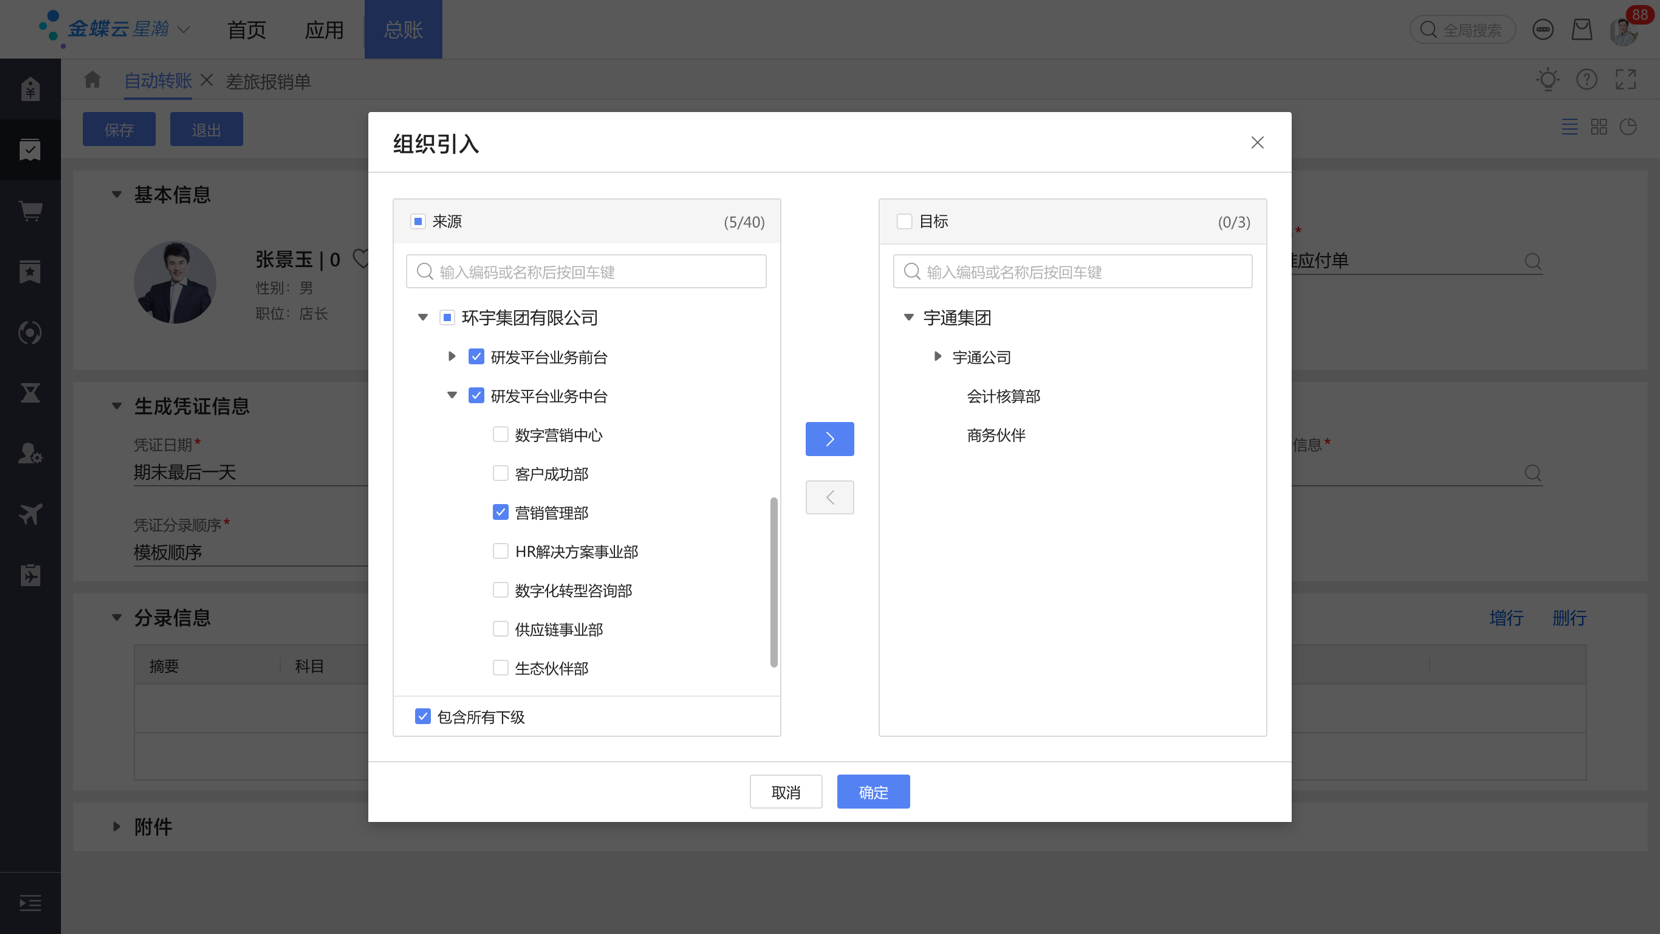 金蝶云 星瀚
首页
应用
总账
全局搜索
88
自动转账
差旅报销单
保存
退出
基本信息
张景玉 | 0
性别: 男
职位: 店长
生成凭证信息
凭证日期*
期末最后一天
凭证分录顺序*
模板顺序
分录信息
摘要
科目
附件
组织引入
来源
(5/40)
输入编码或名称后按回车键
环宇集团有限公司
研发平台业务前台
研发平台业务中台
数字营销中心
客户成功部
营销管理部
HR解决方案事业部
数字化转型咨询部
供应链事业部
生态伙伴部
包含所有下级
目标
(0/3)
输入编码或名称后按回车键
宇通集团
宇通公司
会计核算部
商务伙伴
取消
确定
*
应付单
信息*
增行
删行